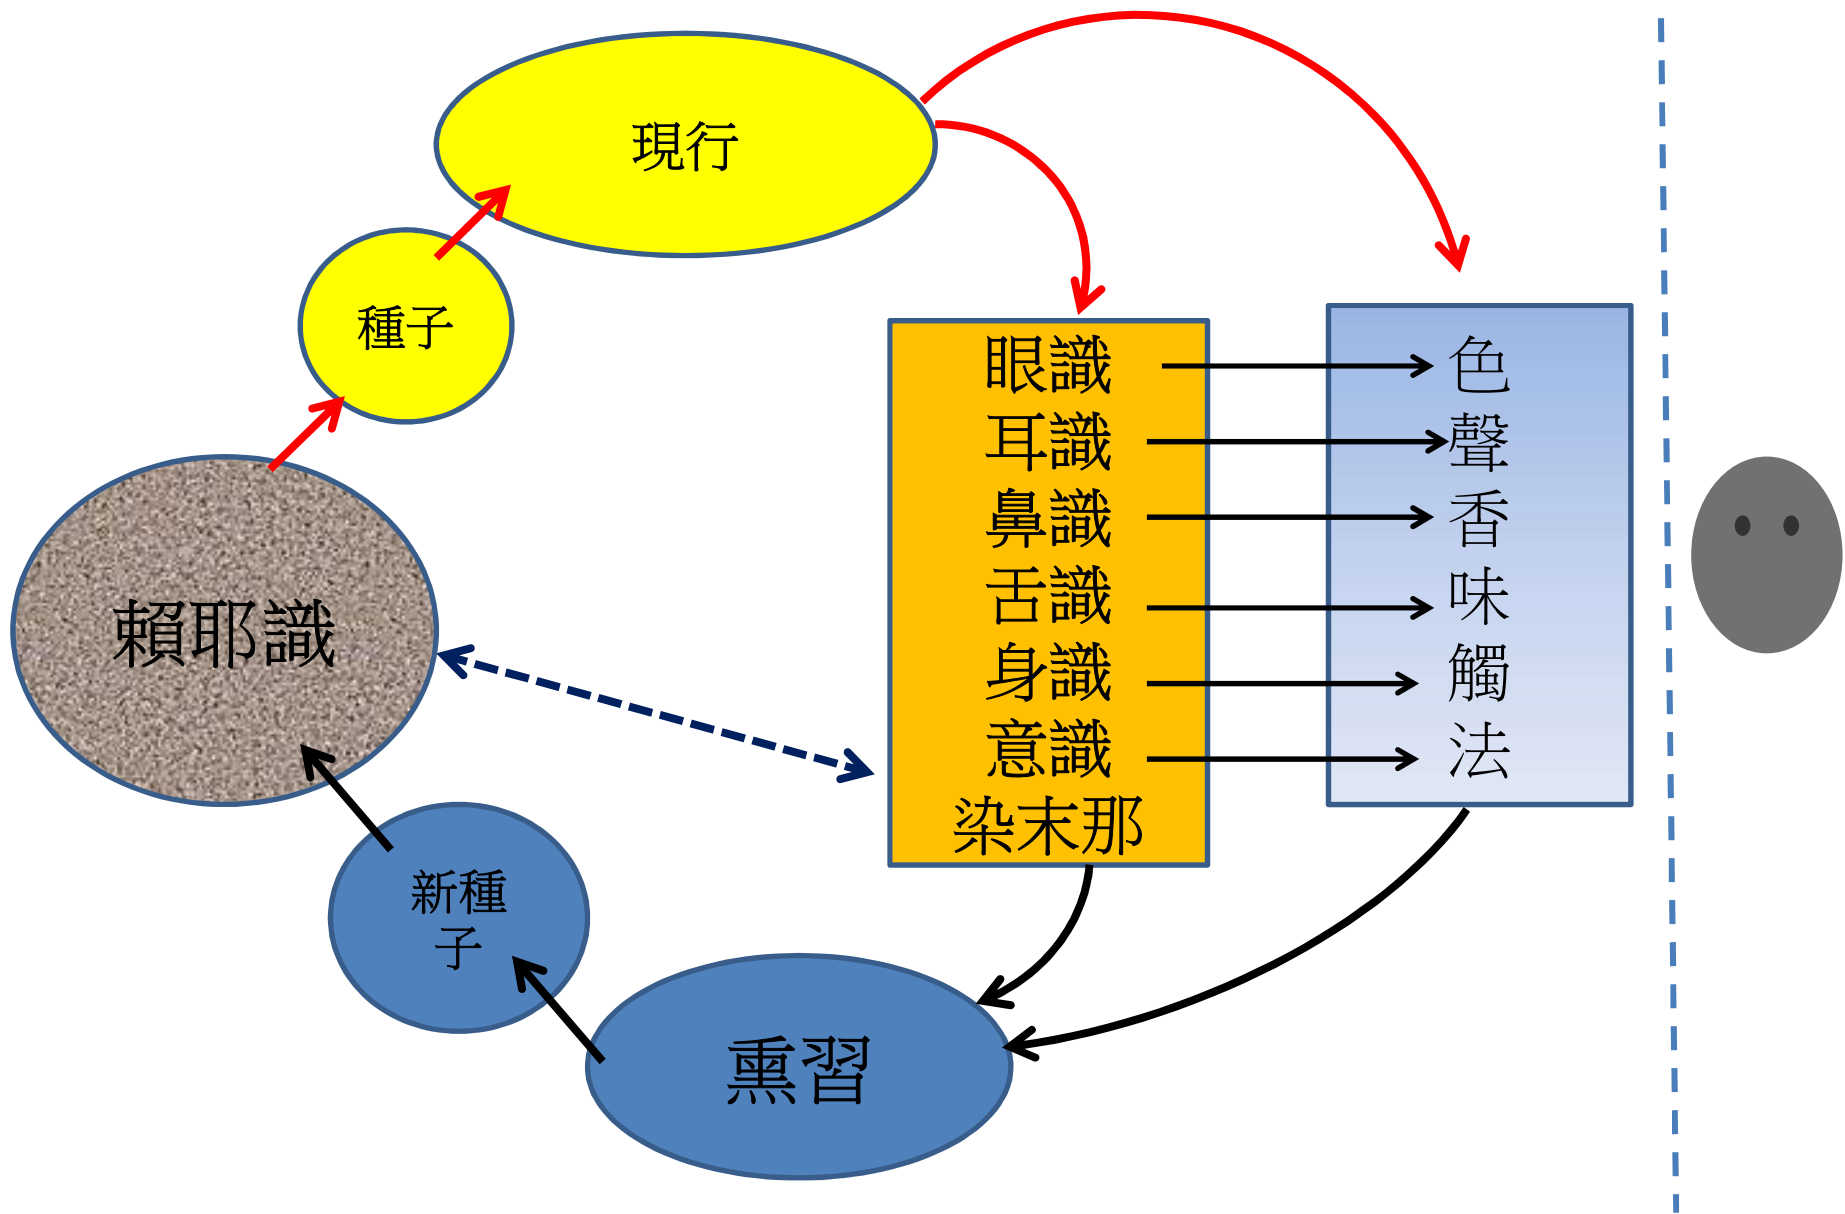 現行
種子
賴耶識
眼識
耳識
鼻識
舌識
身識
意識
染末那
色
聲
香
味
觸
法
新種
子
熏習